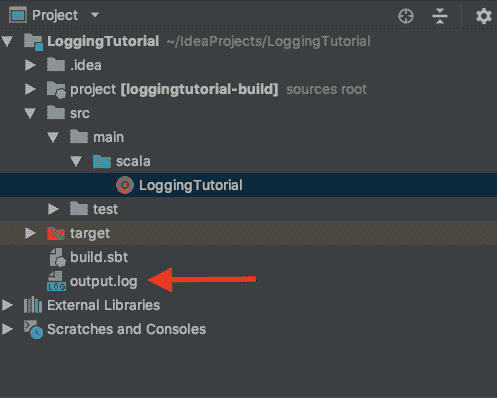 Project
LoggingTutorial ~/IdeaProjects/LoggingTutorial
.idea
project [loggingtutorial-build] sources root
src
main
scala
LoggingTutorial
test
target
build.sbt
LOG output.log
External Libraries
Scratches and Consoles